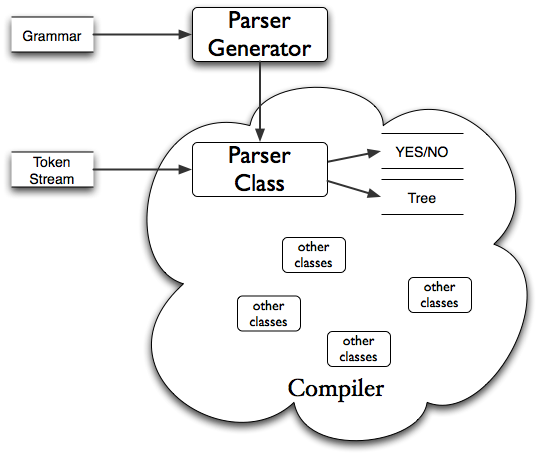 Grammar
Parser
Generator
Token
Stream
Parser
Class
YES/NO
Tree
other
classes
other
classes
other
classes
other
classes
Compiler